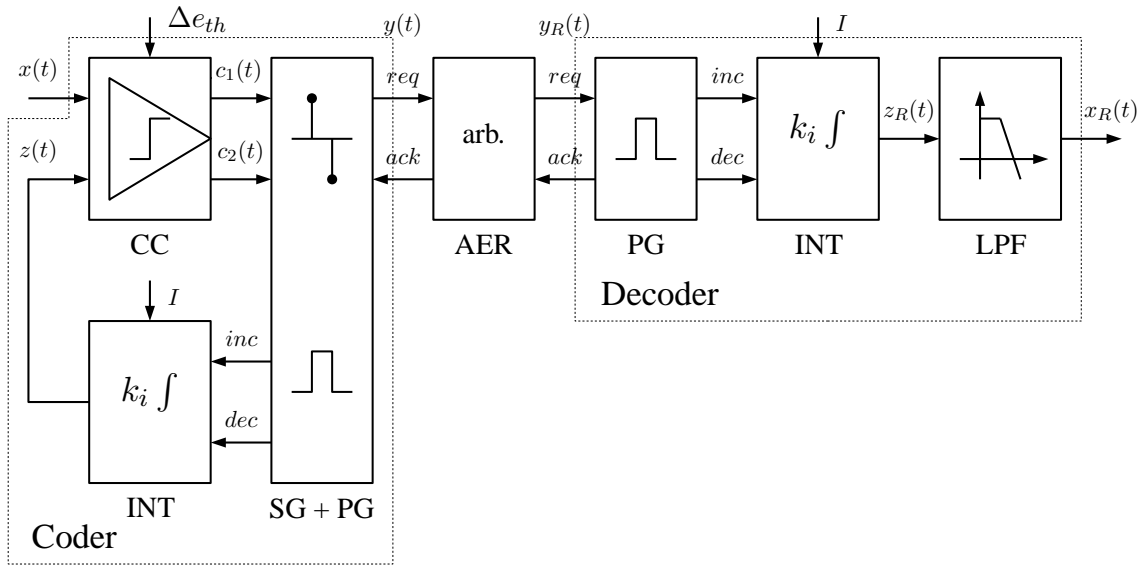 Δe_th
y(t)
y_R(t)
I
x(t)
c_1(t)
req
req
inc
k_i ∫
z_R(t)
x_R(t)
arb.
z(t)
c_2(t)
ack
ack
dec
CC
AER
PG
INT
LPF
Decoder
I
inc
k_i ∫
dec
INT
SG + PG
Coder